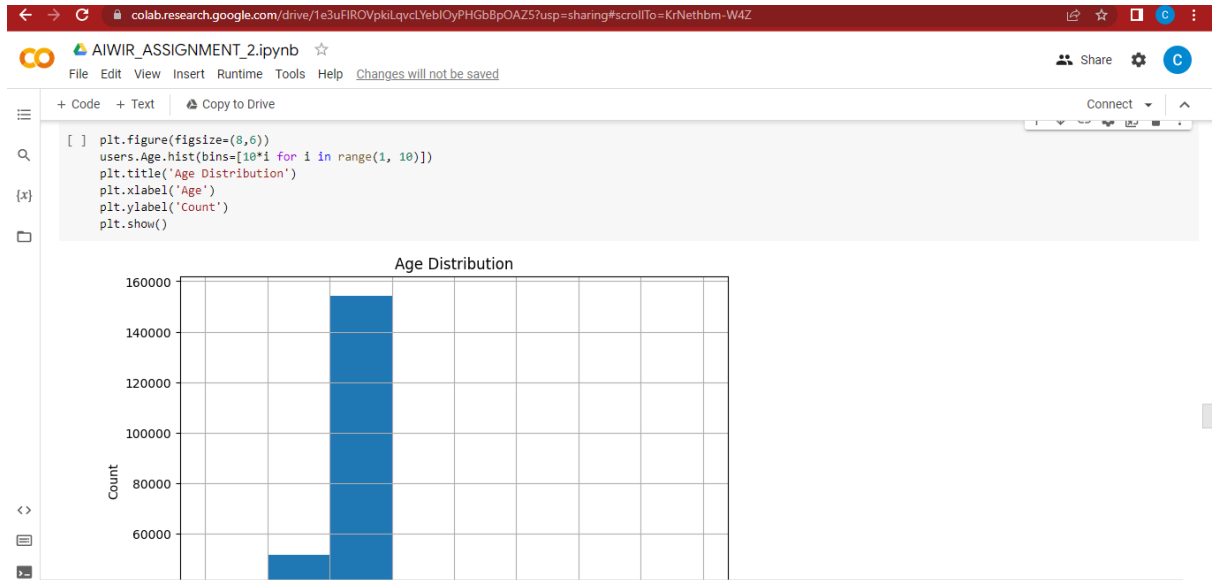 colab.research.google.com/drive/1e3uFIROVpkiLqvcLYeblOyPHGbBpOAZ5?usp=sharing#scrollTo=KrNethbm-W4Z
C
CO
AIWIR_ASSIGNMENT_2.ipynb
Share
C
File Edit View Insert Runtime Tools Help Changes will not be saved
+ Code + Text Copy to Drive
Connect
[ ] plt.figure(figsize=(8,6))
users.Age.hist(bins=[10*i for i in range(1, 10)])
plt.title('Age Distribution')
{x}
plt.xlabel('Age')
plt.ylabel('Count')
plt.show()
Age Distribution
160000
140000
120000
100000
Count
80000
60000